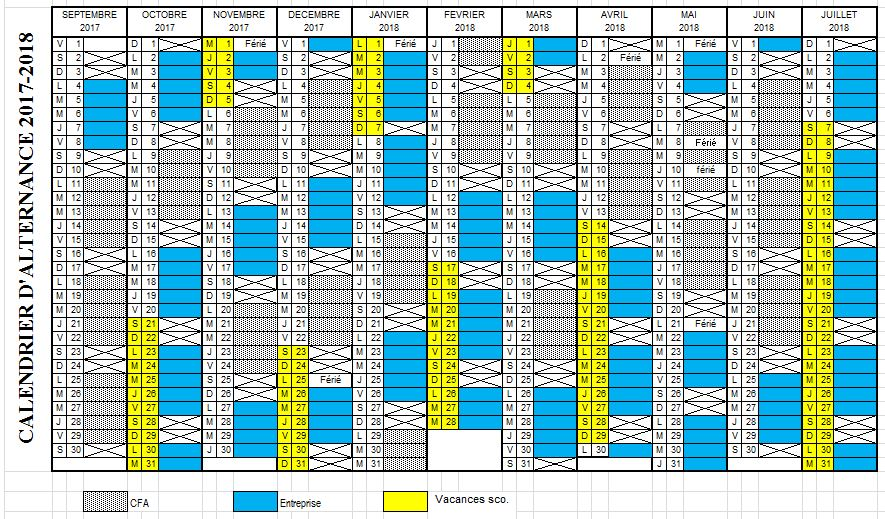 CALENDRIER D'ALTERNANCE 2017-2018
SEPTEMBRE 2017 OCTOBRE 2017 NOVEMBRE 2017 DECEMBRE 2017 JANVIER 2018 FEVRIER 2018 MARS 2018 AVRIL 2018 MAI 2018 JUIN 2018 JUILLET 2018
V 1 D 1 M 1 Férié V 1 L 1 Férié J 1 J 1 D 1 M 1 Férié V 1 D 1
S 2 L 2 J 2 S 2 M 2 V 2 V 2 L 2 Férié M 2 S 2 L 2
D 3 M 3 V 3 D 3 M 3 S 3 S 3 M 3 J 3 D 3 M 3
L 4 M 4 S 4 L 4 J 4 D 4 D 4 M 4 V 4 L 4 M 4
M 5 J 5 D 5 M 5 V 5 L 5 L 5 J 5 S 5 M 5 J 5
M 6 V 6 L 6 M 6 S 6 M 6 M 6 V 6 D 6 M 6 V 6
J 7 S 7 M 7 J 7 D 7 M 7 M 7 S 7 L 7 J 7 S 7
V 8 D 8 M 8 V 8 L 8 J 8 J 8 D 8 M 8 Férié V 8 D 8
S 9 L 9 J 9 S 9 M 9 V 9 V 9 L 9 M 9 S 9 L 9
D 10 M 10 V 10 D 10 M 10 S 10 S 10 M 10 J 10 férié D 10 M 10
L 11 M 11 S 11 L 11 J 11 D 11 D 11 M 11 V 11 L 11 M 11
M 12 J 12 D 12 M 12 V 12 L 12 L 12 J 12 S 12 M 12 J 12
M 13 V 13 L 13 M 13 S 13 M 13 M 13 V 13 D 13 M 13 V 13
J 14 S 14 M 14 J 14 D 14 M 14 M 14 S 14 L 14 J 14 S 14
V 15 D 15 M 15 V 15 L 15 J 15 J 15 D 15 M 15 V 15 D 15
S 16 L 16 J 16 S 16 M 16 V 16 V 16 L 16 M 16 S 16 L 16
D 17 M 17 V 17 D 17 M 17 S 17 S 17 M 17 J 17 D 17 M 17
L 18 M 18 S 18 L 18 J 18 D 18 D 18 M 18 V 18 L 18 M 18
M 19 J 19 D 19 M 19 V 19 L 19 L 19 J 19 S 19 M 19 J 19
M 20 V 20 L 20 M 20 S 20 M 20 M 20 V 20 D 20 M 20 V 20
J 21 S 21 M 21 J 21 D 21 M 21 M 21 S 21 L 21 Férié J 21 S 21
V 22 D 22 M 22 V 22 L 22 J 22 J 22 D 22 M 22 V 22 D 22
S 23 L 23 J 23 S 23 M 23 V 23 V 23 L 23 M 23 S 23 L 23
D 24 M 24 V 24 D 24 M 24 S 24 S 24 M 24 J 24 D 24 M 24
L 25 M 25 S 25 L 25 Férié J 25 D 25 D 25 M 25 V 25 L 25 M 25
M 26 J 26 D 26 M 26 V 26 L 26 L 26 J 26 S 26 M 26 J 26
M 27 V 27 L 27 M 27 S 27 M 27 M 27 V 27 D 27 M 27 V 27
J 28 S 28 M 28 J 28 D 28 M 28 M 28 S 28 L 28 J 28 S 28
V 29 D 29 M 29 V 29 L 29 J 29 D 29 M 29 V 29 D 29
S 30 L 30 J 30 S 30 M 30 V 30 L 30 M 30 S 30 L 30
M 31 D 31 M 31 S 31 J 31 M 31
CFA Entreprise Vacances sco.